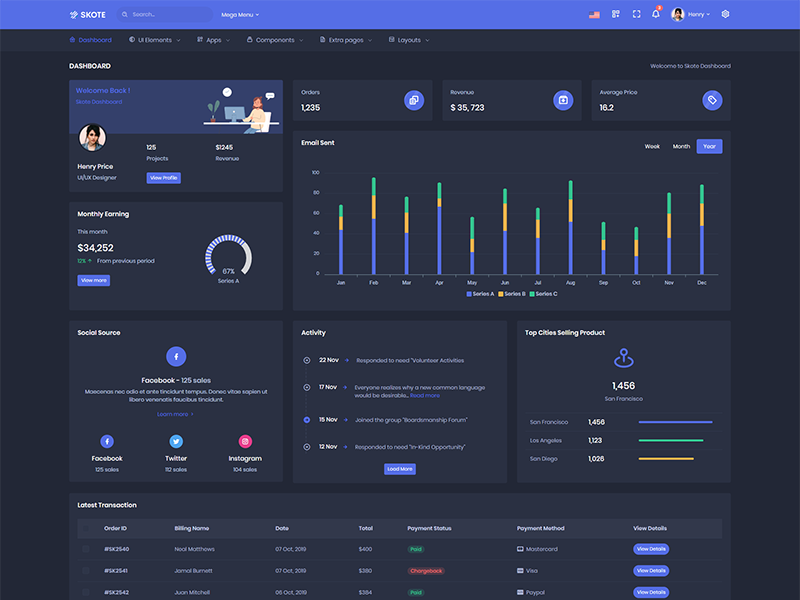 SKOTE Search... Mega Menu 3 Henry
Dashboard UI Elements Apps Components Extra pages Layouts
DASHBOARD
Welcome to Skote Dashboard
Welcome Back !
Skote Dashboard
125 $1245
Projects Revenue
Henry Price
UI/UX Designer
View Profile
Orders
1,235
Revenue
$ 35, 723
Average Price
16.2
Monthly Earning
This month
$34,252
12% From previous period
View more
67%
Series A
Email Sent
Week Month Year
100
80
60
40
20
0
Jan Feb Mar Apr May Jun Jul Aug Sep Oct Nov Dec
Series A Series B Series C
Social Source
Facebook - 125 sales
Maecenas nec odio et ante tincidunt tempus. Donec vitae sapien ut
libero venenatis faucibus tincidunt.
Learn more
Facebook Twitter Instagram
125 sales 112 sales 104 sales
Activity
22 Nov Responded to need "Volunteer Activities
17 Nov Everyone realizes why a new common language
would be desirable... Read more
15 Nov Joined the group "Boardsmanship Forum"
12 Nov Responded to need "In-Kind Opportunity"
Load More
Top Cities Selling Product
1,456
San Francisco
San Francisco 1,456
Los Angeles 1,123
San Diego 1,026
Latest Transaction
Order ID Billing Name Date Total Payment Status Payment Method View Details
#SK2540 Neal Matthews 07 Oct, 2019 $400 Paid Mastercard View Details
#SK2541 Jamal Burnett 07 Oct, 2019 $380 Chargeback Visa View Details
#SK2542 Juan Mitchell 06 Oct, 2019 $384 Paid Paypal View Details